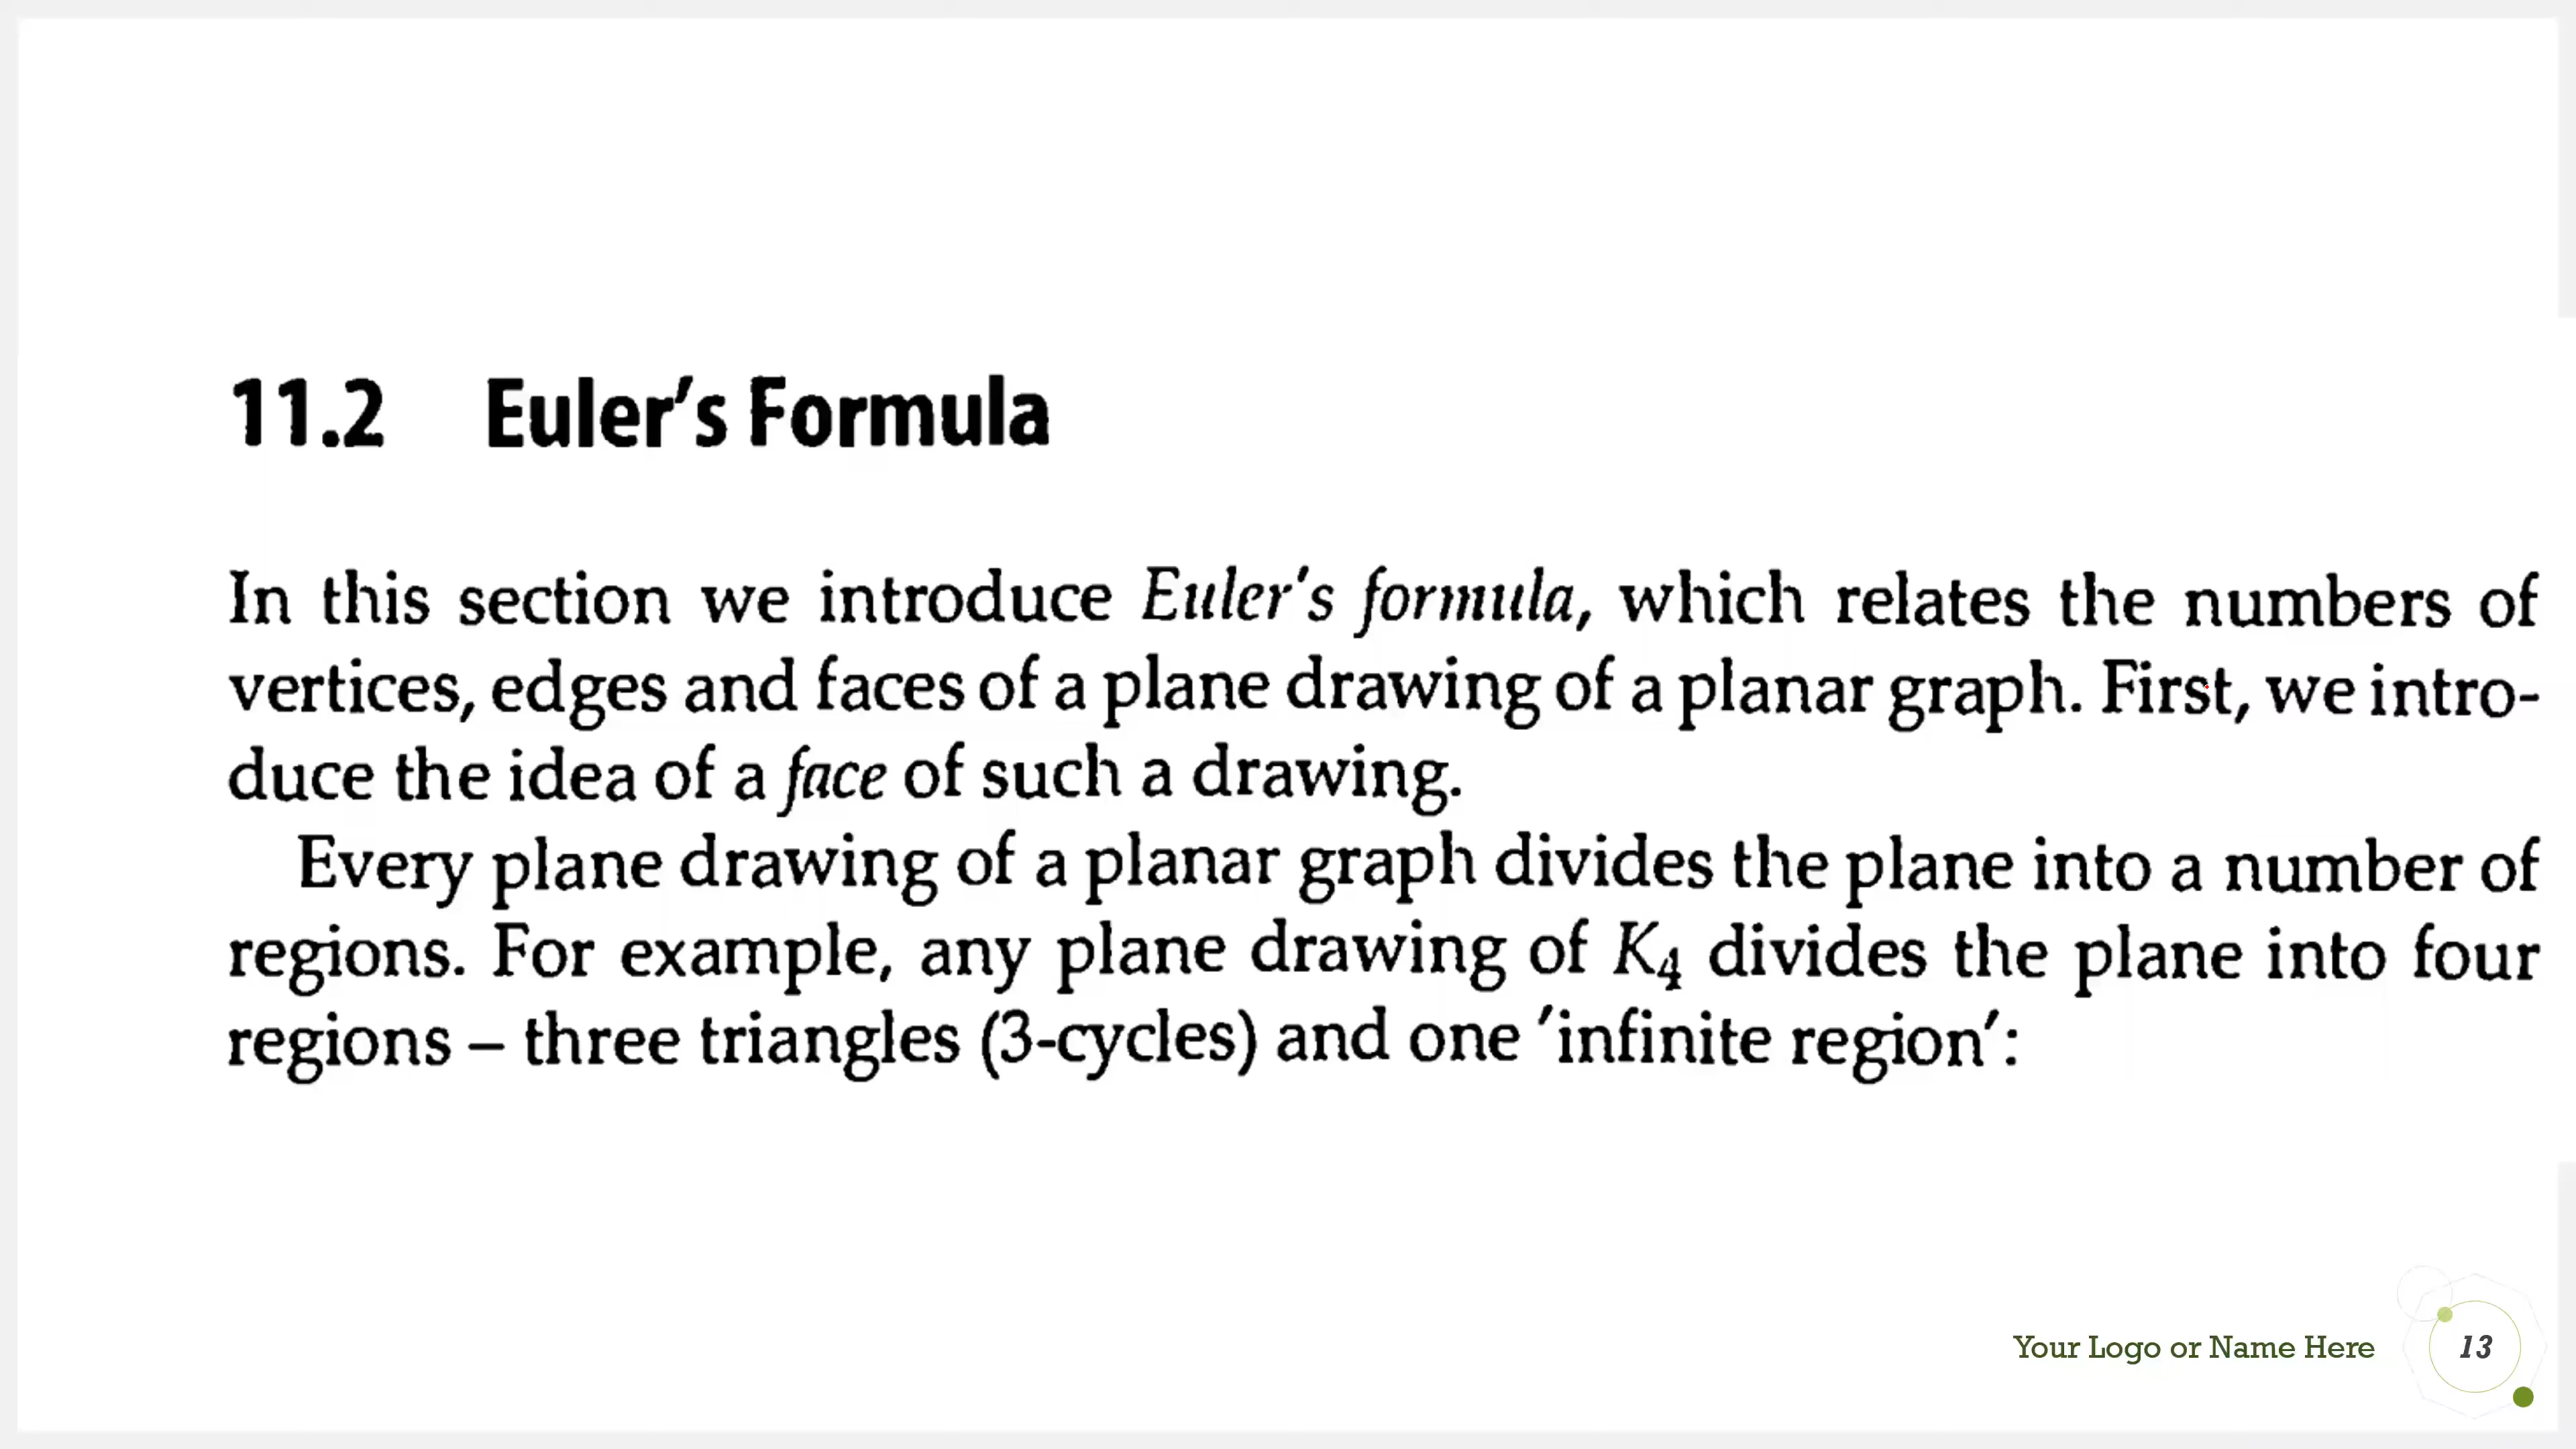 11.2 Euler's Formula
In this section we introduce Euler's formula, which relates the numbers of
vertices, edges and faces of a plane drawing of a planar graph. First, we intro-
duce the idea of a face of such a drawing.
Every plane drawing of a planar graph divides the plane into a number of
regions. For example, any plane drawing of K₄ divides the plane into four
regions – three triangles (3-cycles) and one 'infinite region':
Your Logo or Name Here 13